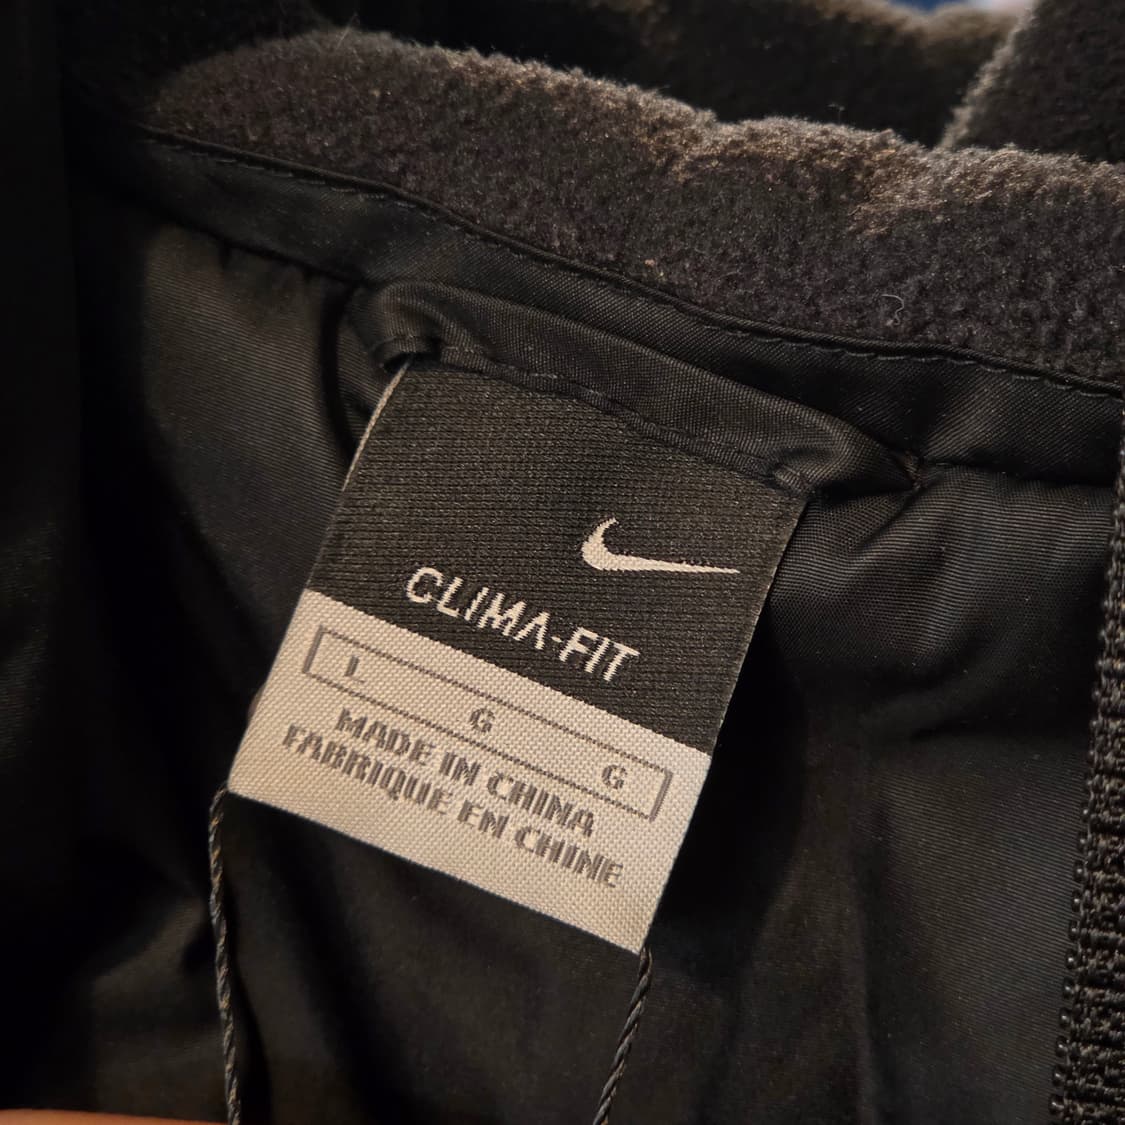 CLIMA-FIT
L G G
MADE IN CHINA
FABRIQUE EN CHINE